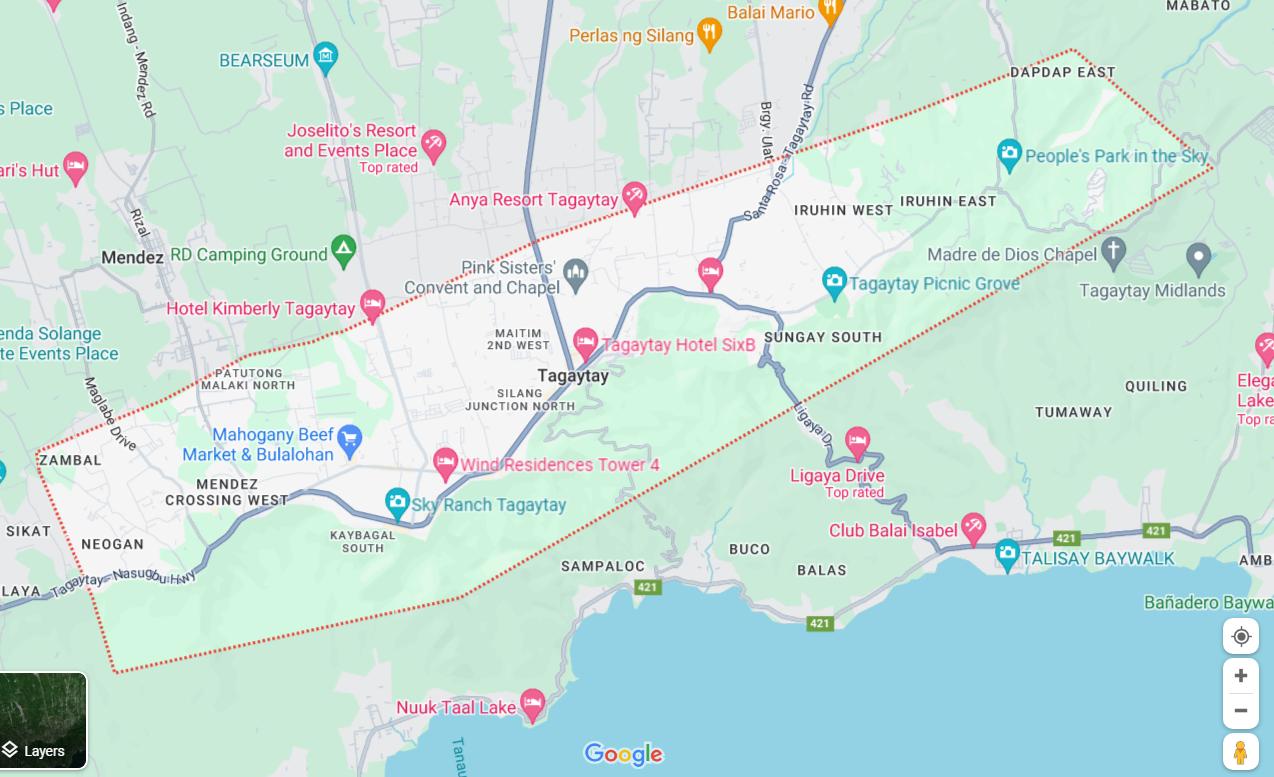 MABATO
Balai Mario
Perlas ng Silang
Indang - Mendez Rd
BEARSEUM
DAPDAP EAST
s Place
Brgy. Ulat
Santa Rosa - Tagaytay Rd
Joselito's Resort
and Events Place
Top rated
People's Park in the Sky
ari's Hut
Anya Resort Tagaytay
IRUHIN EAST
IRUHIN WEST
Rizal
Mendez
RD Camping Ground
Madre de Dios Chapel
Pink Sisters'
Convent and Chapel
Tagaytay Picnic Grove
Tagaytay Midlands
Hotel Kimberly Tagaytay
enda Solange
te Events Place
MAITIM
2ND WEST
Tagaytay Hotel SixB
SUNGAY SOUTH
PATUTONG
MALAKI NORTH
Tagaytay
QUILING
Elega
Lake
Top ra
SILANG
JUNCTION NORTH
TUMAWAY
Maglabe Drive
Ligaya Dr
Mahogany Beef
Market & Bulalohan
ZAMBAL
Wind Residences Tower 4
Ligaya Drive
Top rated
MENDEZ
CROSSING WEST
Sky Ranch Tagaytay
SIKAT
NEOGAN
KAYBAGAL
SOUTH
Club Balai Isabel
421
421
BUCO
TALISAY BAYWALK
AMB
SAMPALOC
BALAS
LAYA
Tagaytay - Nasugbu Hwy
421
Bañadero Baywa
421
Nuuk Taal Lake
Tanau
Layers
Google